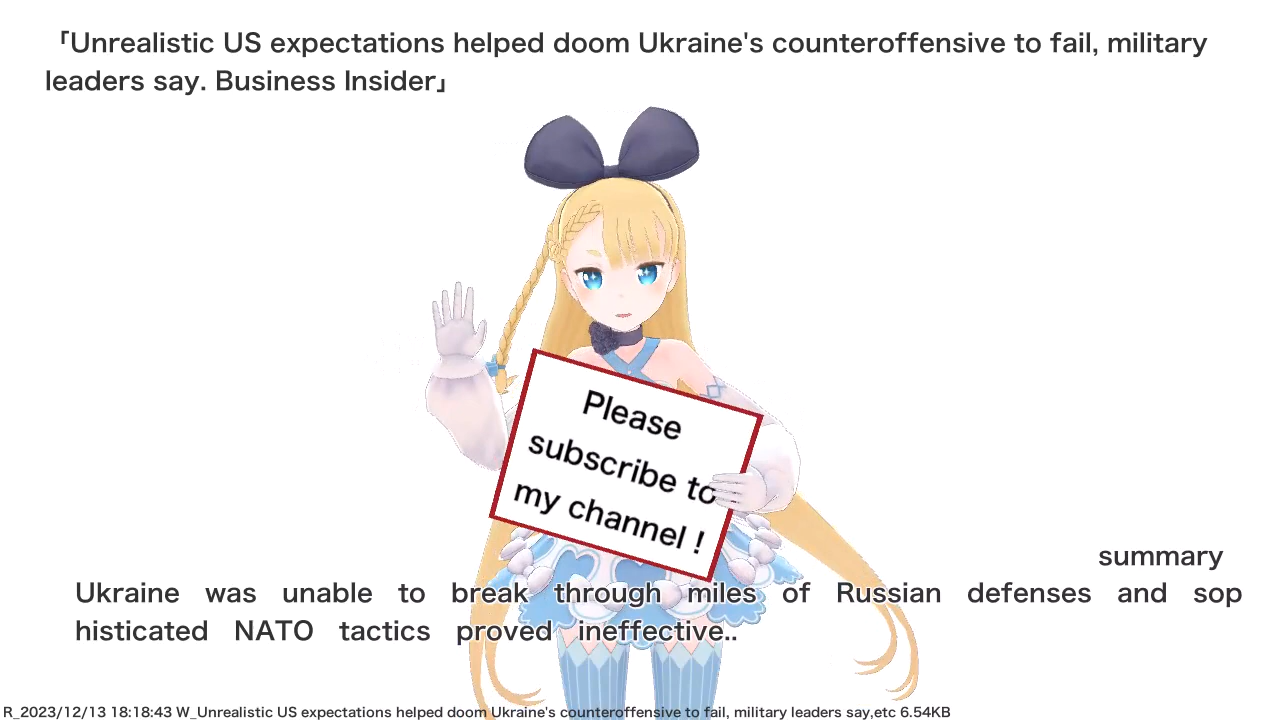 「Unrealistic US expectations helped doom Ukraine's counteroffensive to fail, military
leaders say. Business Insider」
Please
subscribe to
my channel !
summary
Ukraine was unable to break through miles of Russian defenses and sop
histicated NATO tactics proved ineffective..
R_2023/12/13 18:18:43 W_Unrealistic US expectations helped doom Ukraine's counteroffensive to fail, military leaders say,etc 6.54KB